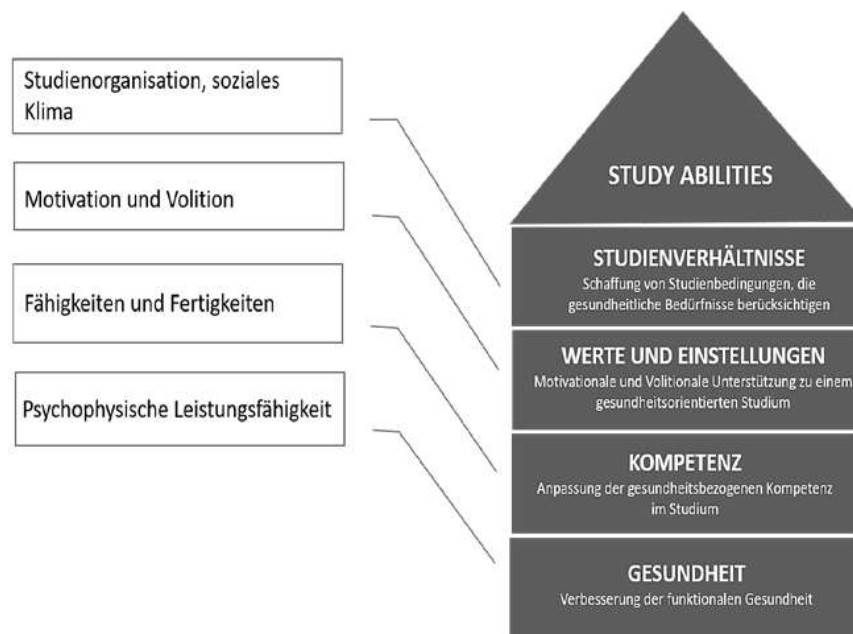 Studienorganisation, soziales
Klima
Motivation und Volition
Fähigkeiten und Fertigkeiten
Psychophysische Leistungsfähigkeit
STUDY ABILITIES
STUDIENVERHÄLTNISSE
Schaffung von Studienbedingungen, die
gesundheitliche Bedürfnisse berücksichtigen
WERTE UND EINSTELLUNGEN
Motivationale und Volitionale Unterstützung zu einem
gesundheitsorientierten Studium
KOMPETENZ
Anpassung der gesundheitsbezogenen Kompetenz
im Studium
GESUNDHEIT
Verbesserung der funktionalen Gesundheit